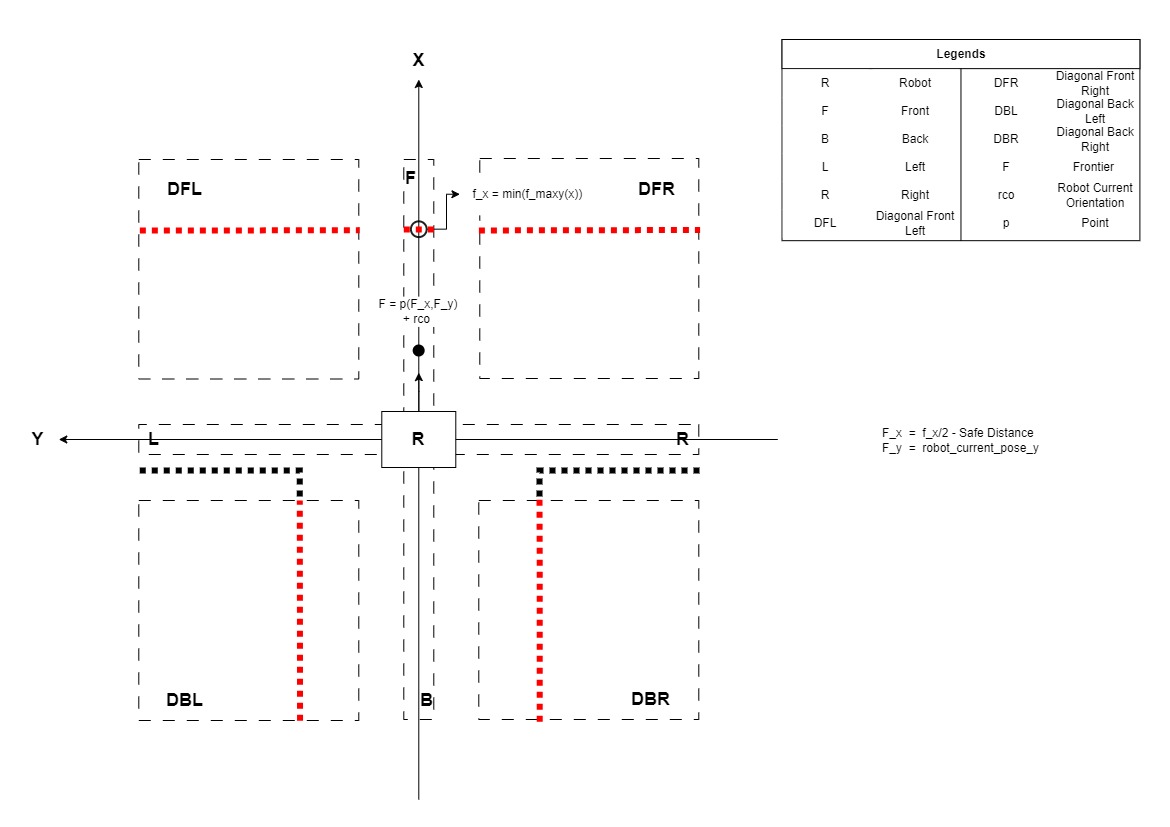 X
Legends
R Robot DFR Diagonal Front
Right
F Front DBL Diagonal Back
Left
B Back DBR Diagonal Back
Right
L Left F Frontier
R Right rco Robot Current
Orientation
DFL Diagonal Front
Left p Point
DFL
F
DFR
f_x = min(f_maxy(x))
F = p(F_x,F_y)
+ rco
Y
L
R
R
F_x = f_x/2 - Safe Distance
F_y = robot_current_pose_y
DBL
B
DBR